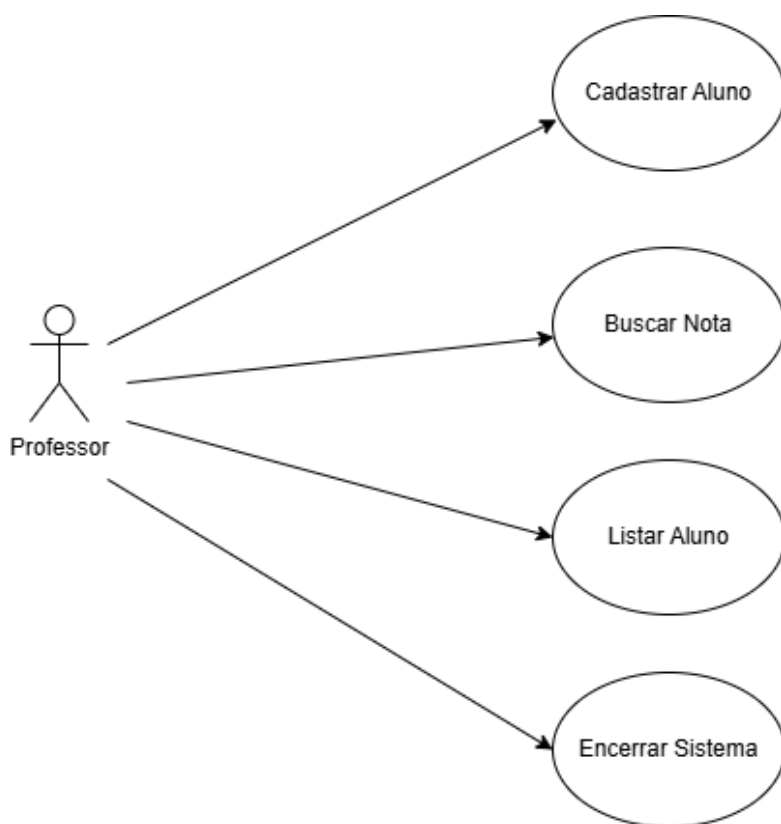 Cadastrar Aluno
Buscar Nota
Professor
Listar Aluno
Encerrar Sistema